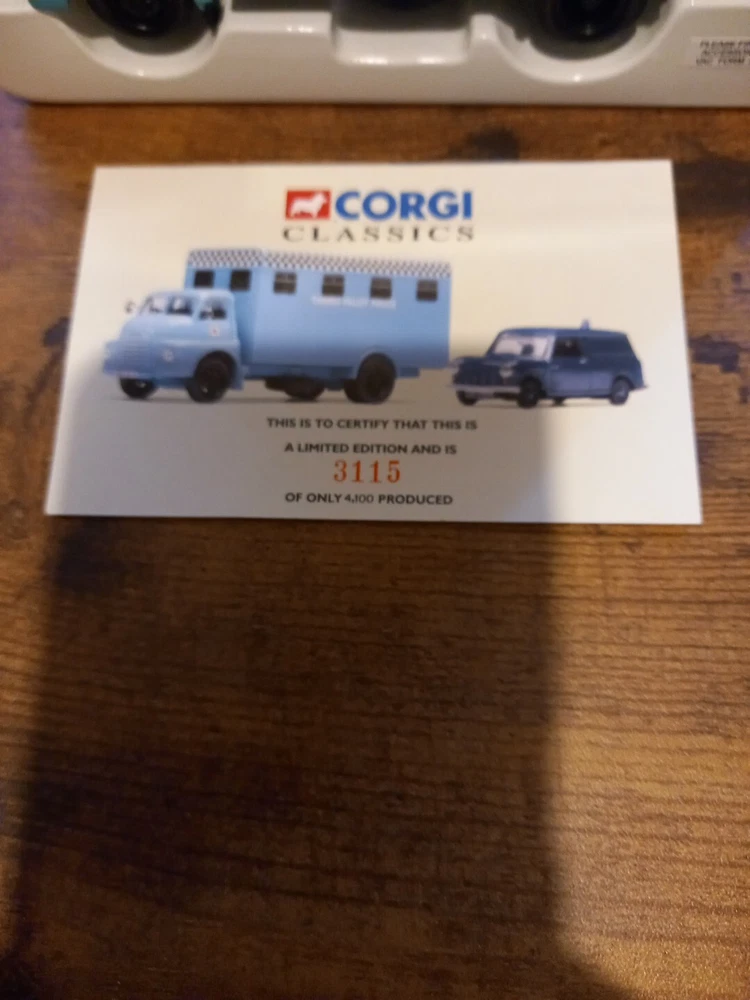 PLEASE
CORGI
CLASSICS
THIS IS TO CERTIFY THAT THIS IS
A LIMITED EDITION AND IS
3115
OF ONLY 4,100 PRODUCED